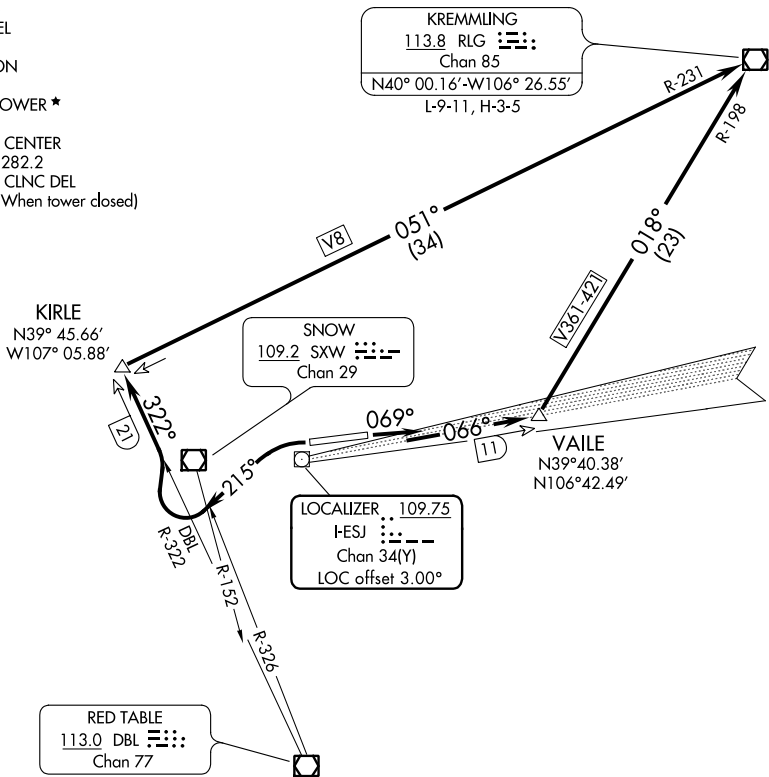 EL
ON
OWER ★
CENTER
282.2
CLNC DEL
When tower closed)
KREMMLING
113.8 RLG
Chan 85
N40° 00.16'-W106° 26.55'
L-9-11, H-3-5
R-231
R-198
V8
051°
(34)
018°
(23)
V361-421
KIRLE
N39° 45.66'
W107° 05.88'
SNOW
109.2 SXW
Chan 29
322°
21
215°
069°
066°
11
VAILE
N39°40.38'
N106°42.49'
LOCALIZER 109.75
I-ESJ
Chan 34(Y)
LOC offset 3.00°
DBL
R-322
R-152
R-326
RED TABLE
113.0 DBL
Chan 77